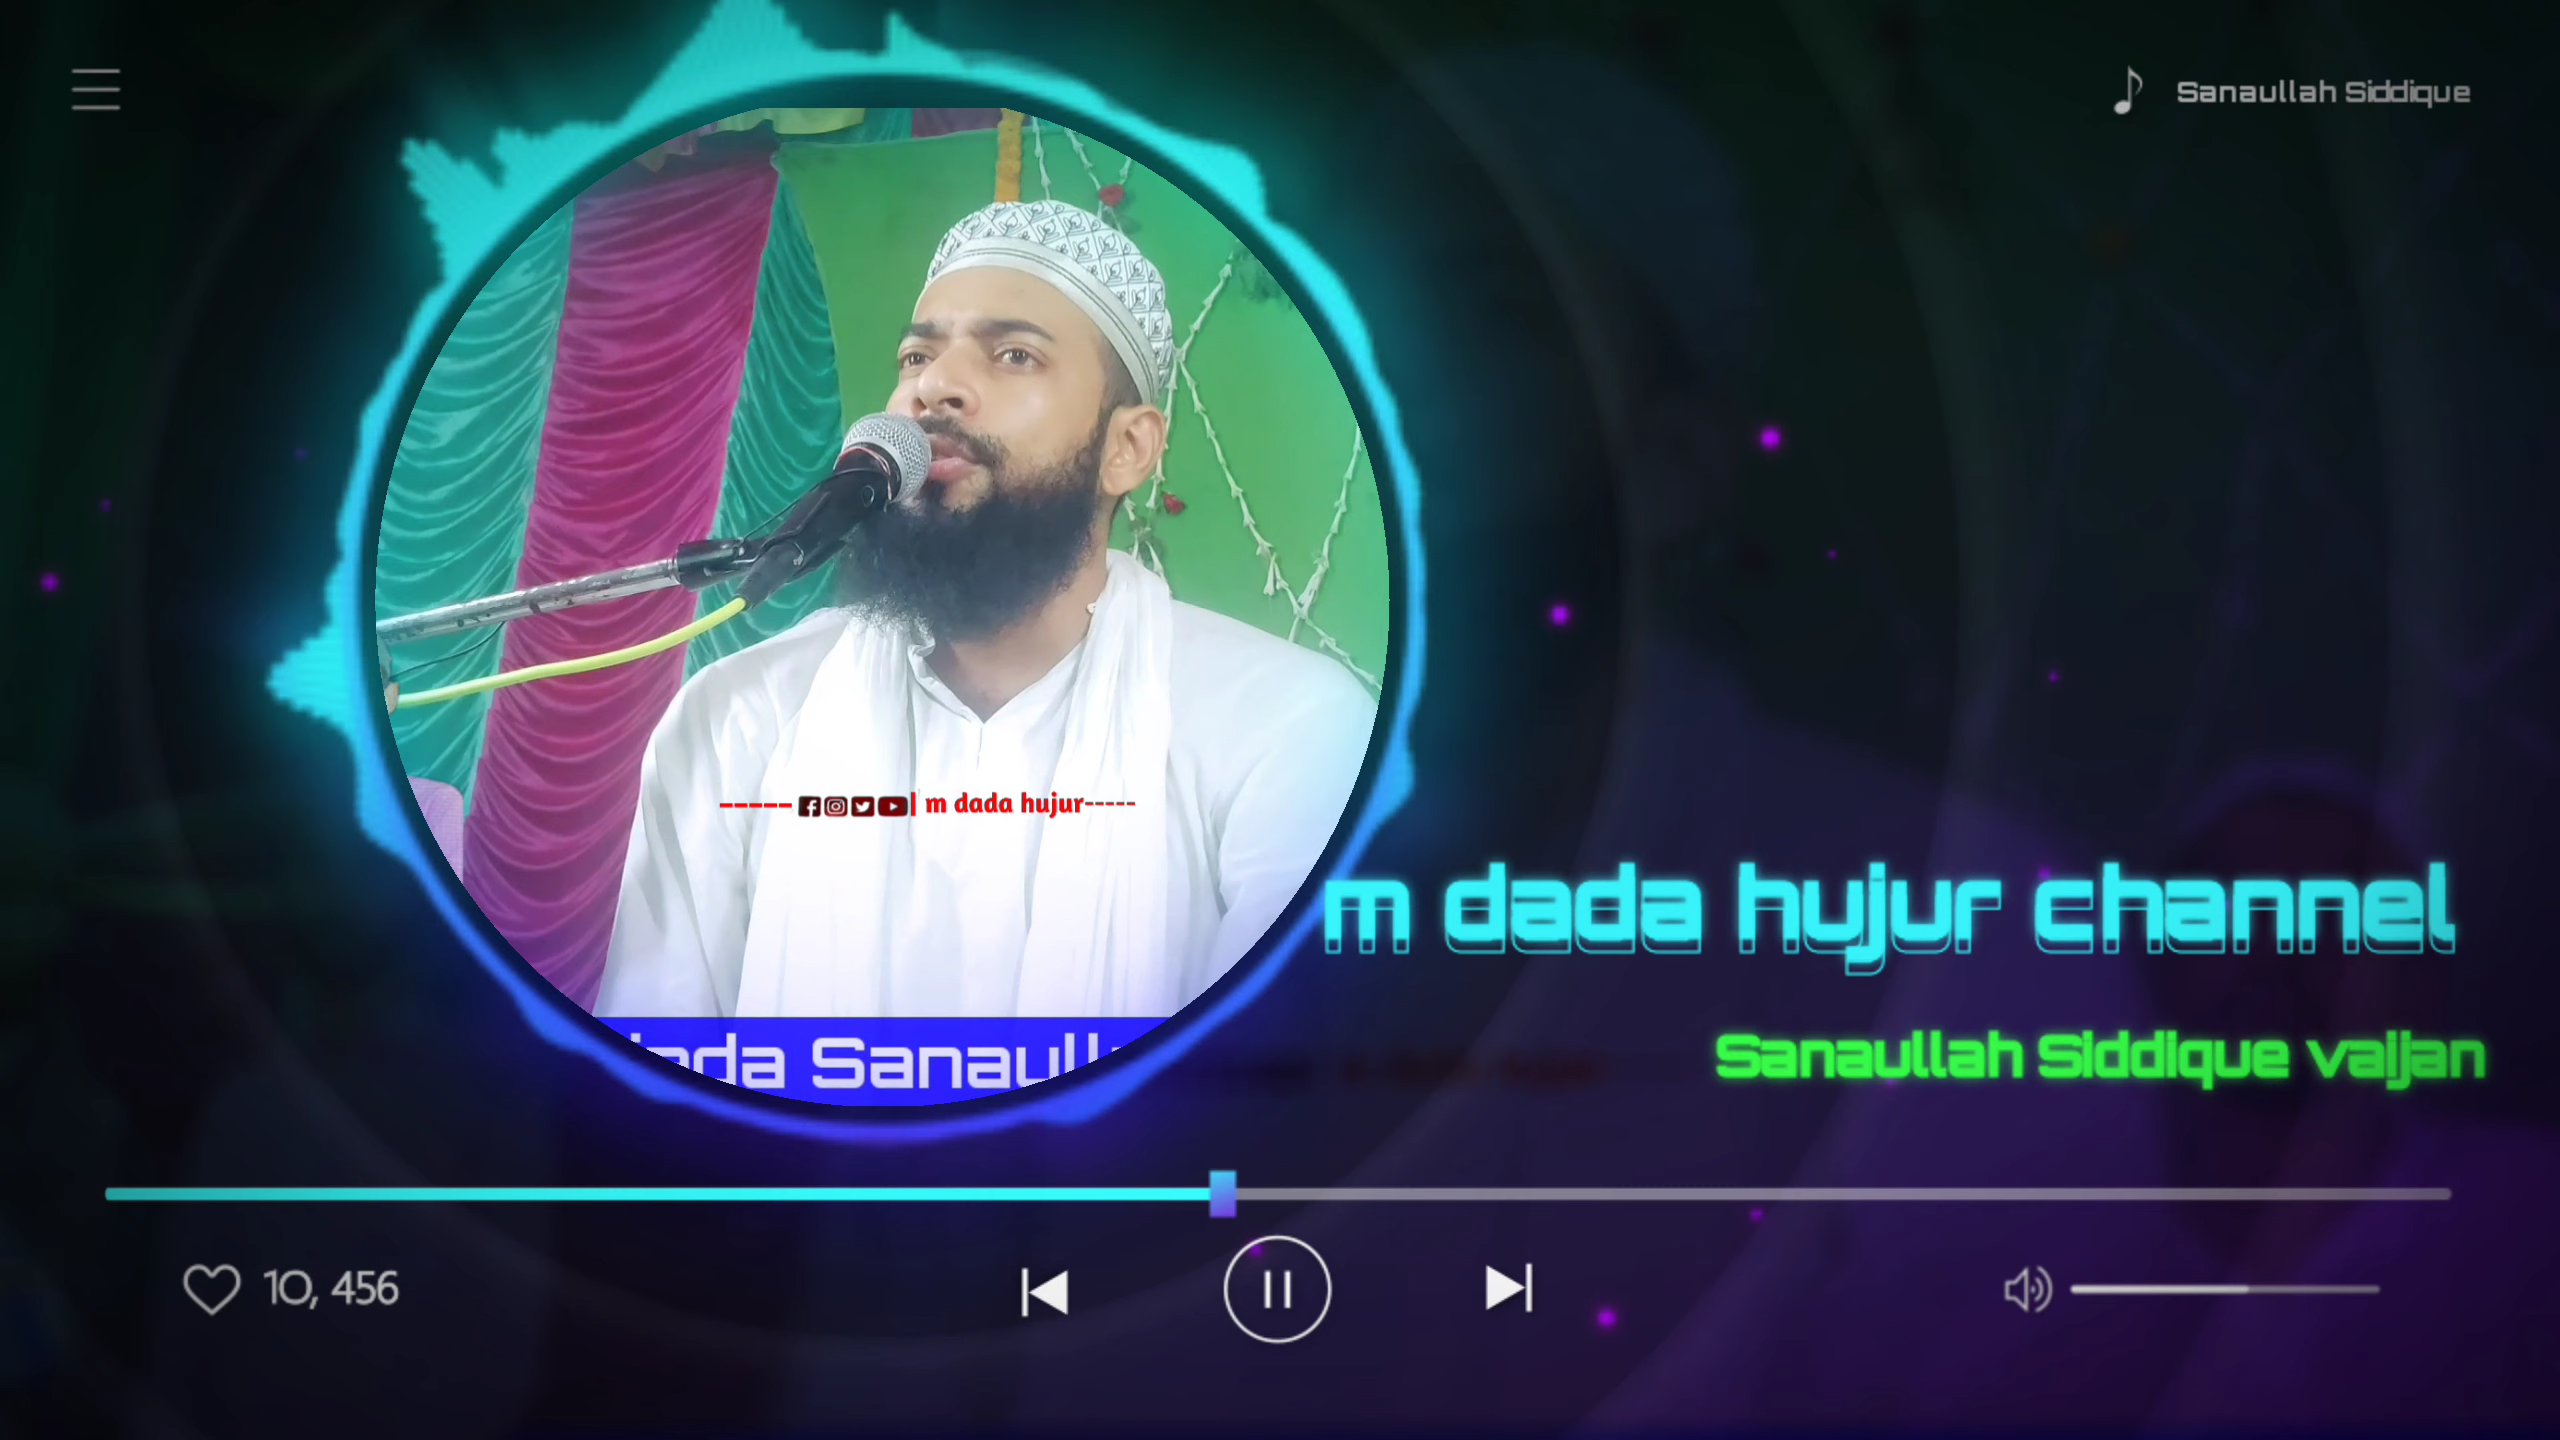 Sanaullah Siddique
----- | m dada hujur-----
m dada hujur channel
Sanaullah Siddique vaijan
10, 456